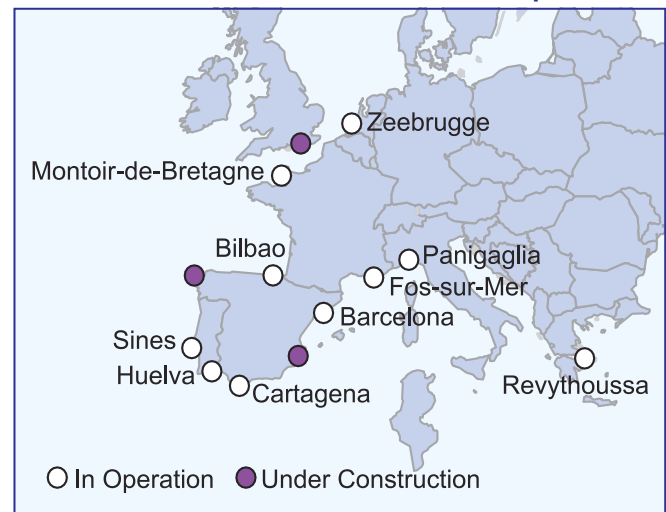 Zeebrugge
Montoir-de-Bretagne
Bilbao
Panigaglia
Fos-sur-Mer
Barcelona
Sines
Huelva
Cartagena
Revythoussa
In Operation
Under Construction